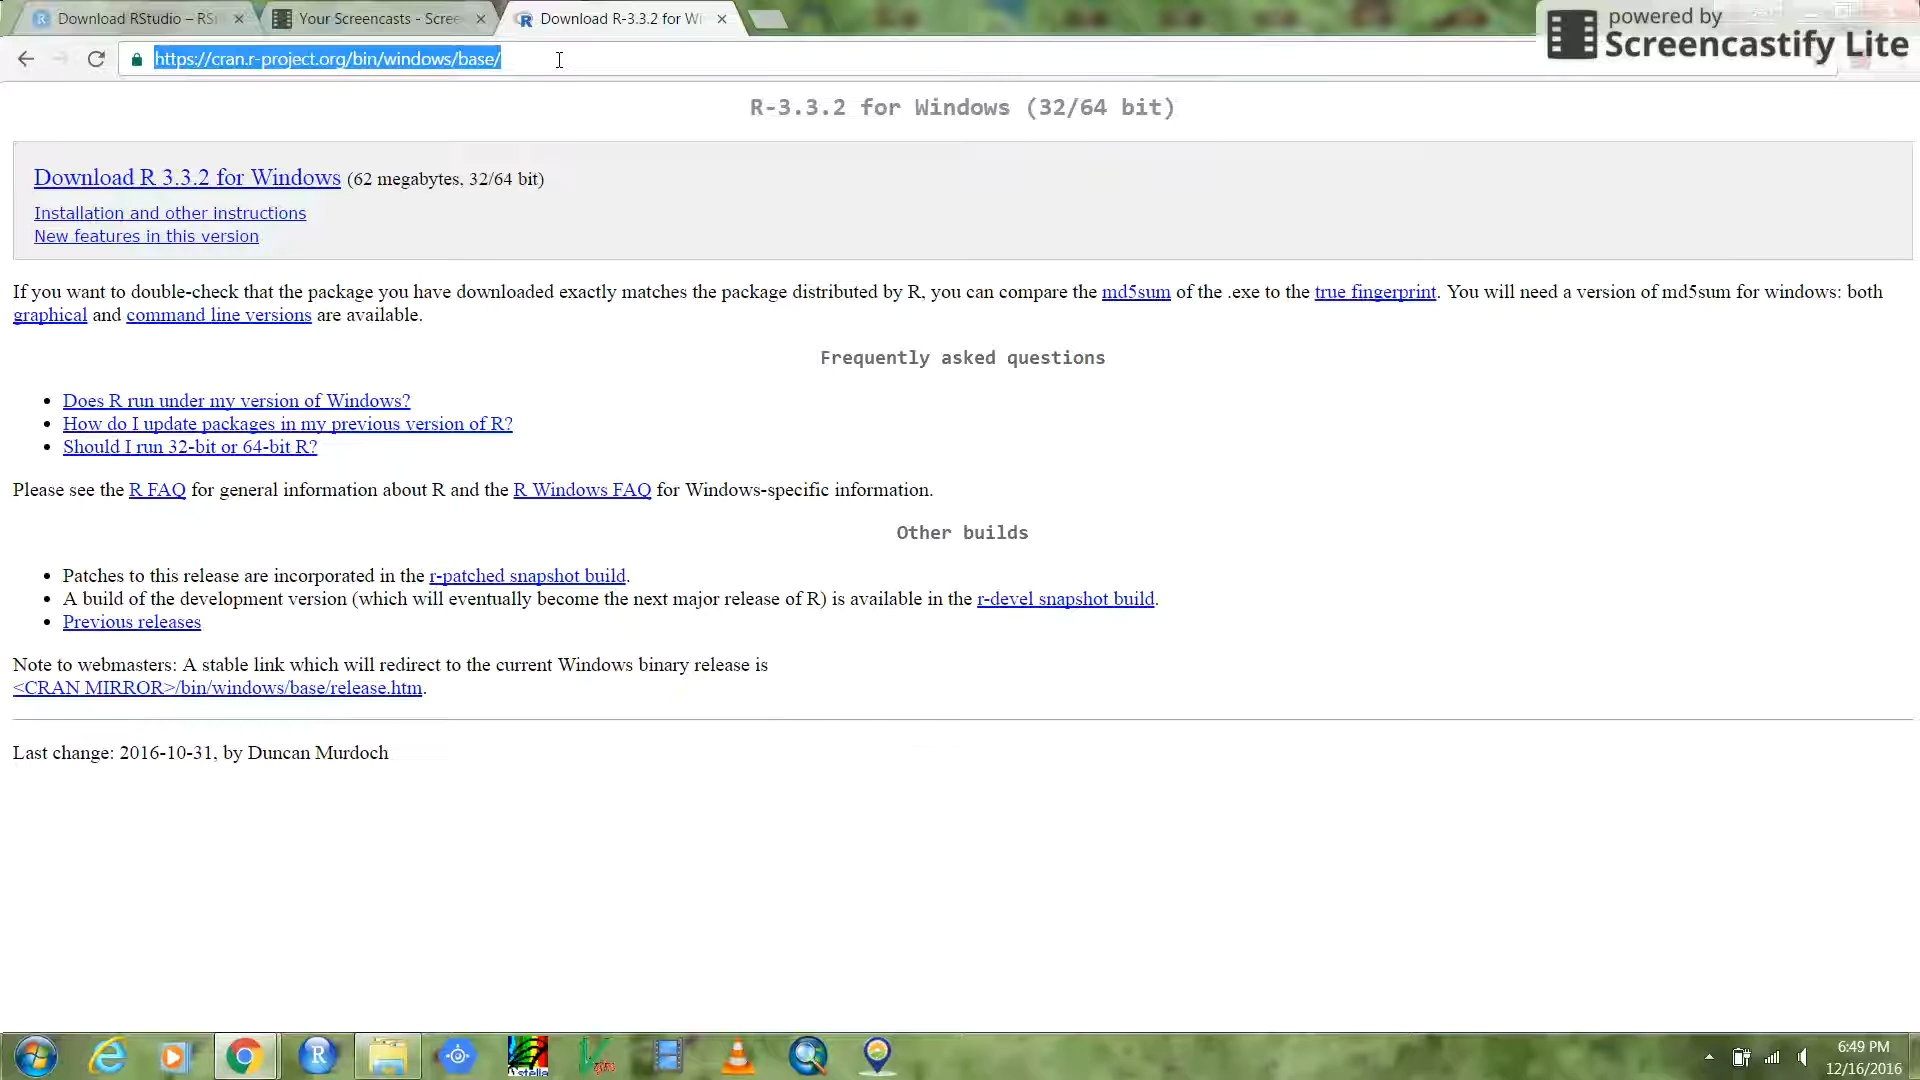 Download RStudio – RS
Your Screencasts - Scree
Download R-3.3.2 for Wi
powered by
Screencastify Lite
https://cran.r-project.org/bin/windows/base/
R-3.3.2 for Windows (32/64 bit)
Download R 3.3.2 for Windows (62 megabytes, 32/64 bit)
Installation and other instructions
New features in this version
If you want to double-check that the package you have downloaded exactly matches the package distributed by R, you can compare the md5sum of the .exe to the true fingerprint. You will need a version of md5sum for windows: both
graphical and command line versions are available.
Frequently asked questions
Does R run under my version of Windows?
How do I update packages in my previous version of R?
Should I run 32-bit or 64-bit R?
Please see the R FAQ for general information about R and the R Windows FAQ for Windows-specific information.
Other builds
Patches to this release are incorporated in the r-patched snapshot build.
A build of the development version (which will eventually become the next major release of R) is available in the r-devel snapshot build.
Previous releases
Note to webmasters: A stable link which will redirect to the current Windows binary release is
<CRAN MIRROR>/bin/windows/base/release.htm.
Last change: 2016-10-31, by Duncan Murdoch
stella
6:49 PM
12/16/2016